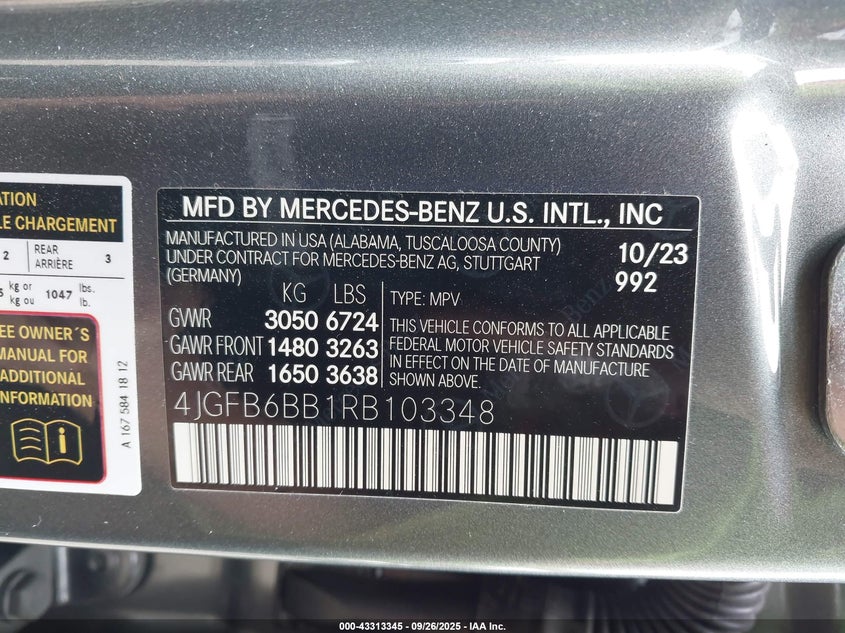 ATION
LE CHARGEMENT
2 REAR ARRIÈRE 3
kg or kg ou 1047 lbs. lb.
EE OWNER´S
MANUAL FOR
ADDITIONAL
NFORMATION
A 167 584 18 12
MFD BY MERCEDES-BENZ U.S. INTL., INC
MANUFACTURED IN USA (ALABAMA, TUSCALOOSA COUNTY) 10/23
UNDER CONTRACT FOR MERCEDES-BENZ AG, STUTTGART 992
(GERMANY)
KG LBS TYPE: MPV
GVWR 3050 6724
GAWR FRONT 1480 3263
GAWR REAR 1650 3638
THIS VEHICLE CONFORMS TO ALL APPLICABLE
FEDERAL MOTOR VEHICLE SAFETY STANDARDS
IN EFFECT ON THE DATE OF MANUFACTURE
SHOWN ABOVE.
4JGFB6BB1RB103348
000-43313345 - 09/26/2025 - IAA Inc.